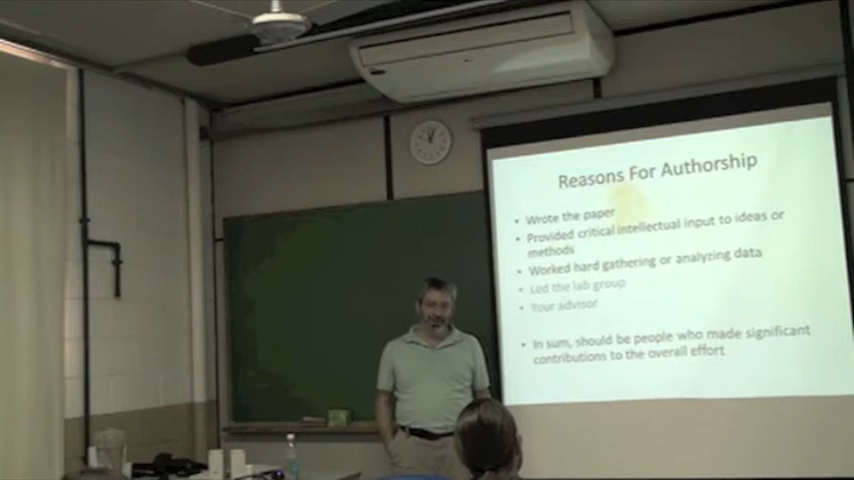 Reasons For Authorship
• Wrote the paper
• Provided critical intellectual input to ideas or
methods
• Worked hard gathering or analyzing data
• Led the lab group
• Your advisor
• In sum, should be people who made significant
contributions to the overall effort